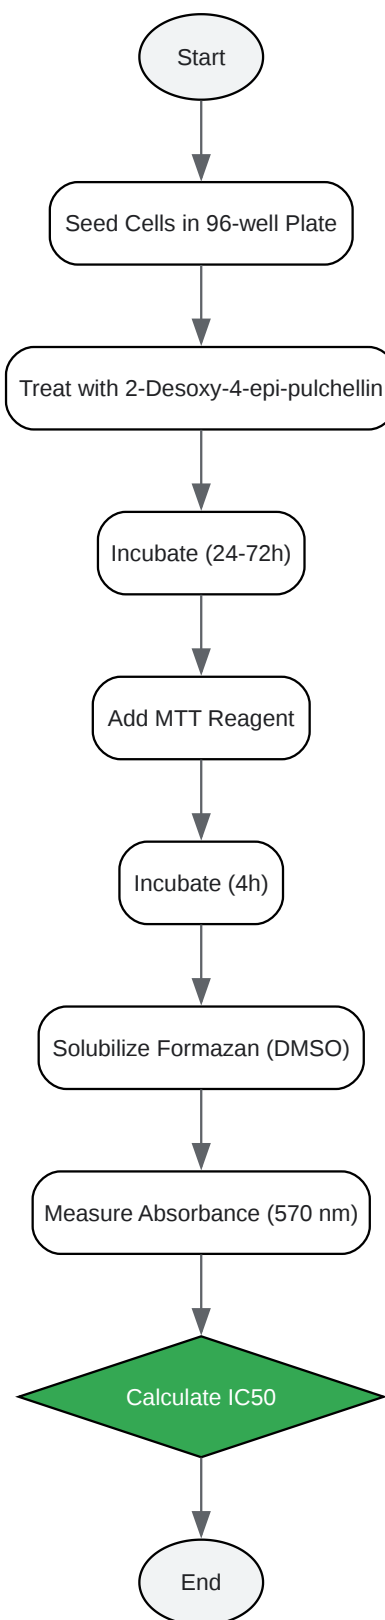 Start
Seed Cells in 96-well Plate
Treat with 2-Desoxy-4-epi-pulchellin
Incubate (24-72h)
Add MTT Reagent
Incubate (4h)
Solubilize Formazan (DMSO)
Measure Absorbance (570 nm)
Calculate IC50
End